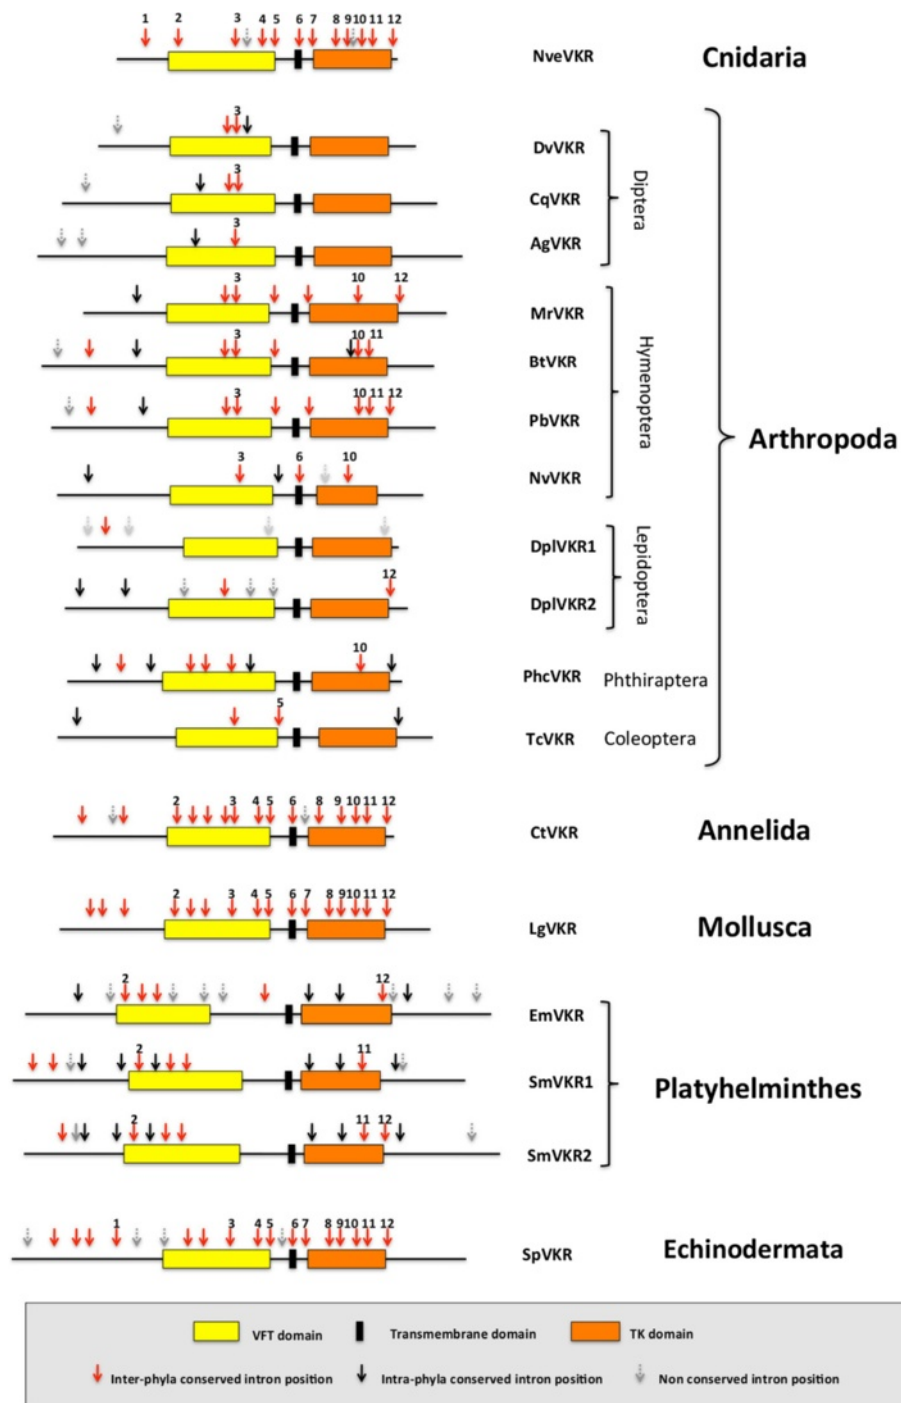 1 2 3 4 5 6 7 8 9 10 11 12
NveVKR Cnidaria
3
DvVKR
3
CqVKR
Diptera
3
AgVKR
3 10 12
MrVKR
3 10 11
BtVKR
Hymenoptera
3 10 11 12
PbVKR
Arthropoda
3 6 10
NvVKR
DplVKR1
Lepidoptera
12
DplVKR2
10
PhcVKR Phthiraptera
5
TcVKR Coleoptera
2 3 4 5 6 8 9 10 11 12
CtVKR Annelida
2 3 4 5 6 7 8 9 10 11 12
LgVKR Mollusca
2 12
EmVKR
2 11
SmVKR1 Platyhelminthes
2 11 12
SmVKR2
1 3 4 5 6 7 8 9 10 11 12
SpVKR Echinodermata
VFT domain Transmembrane domain TK domain
Inter-phyla conserved intron position Intra-phyla conserved intron position Non conserved intron position